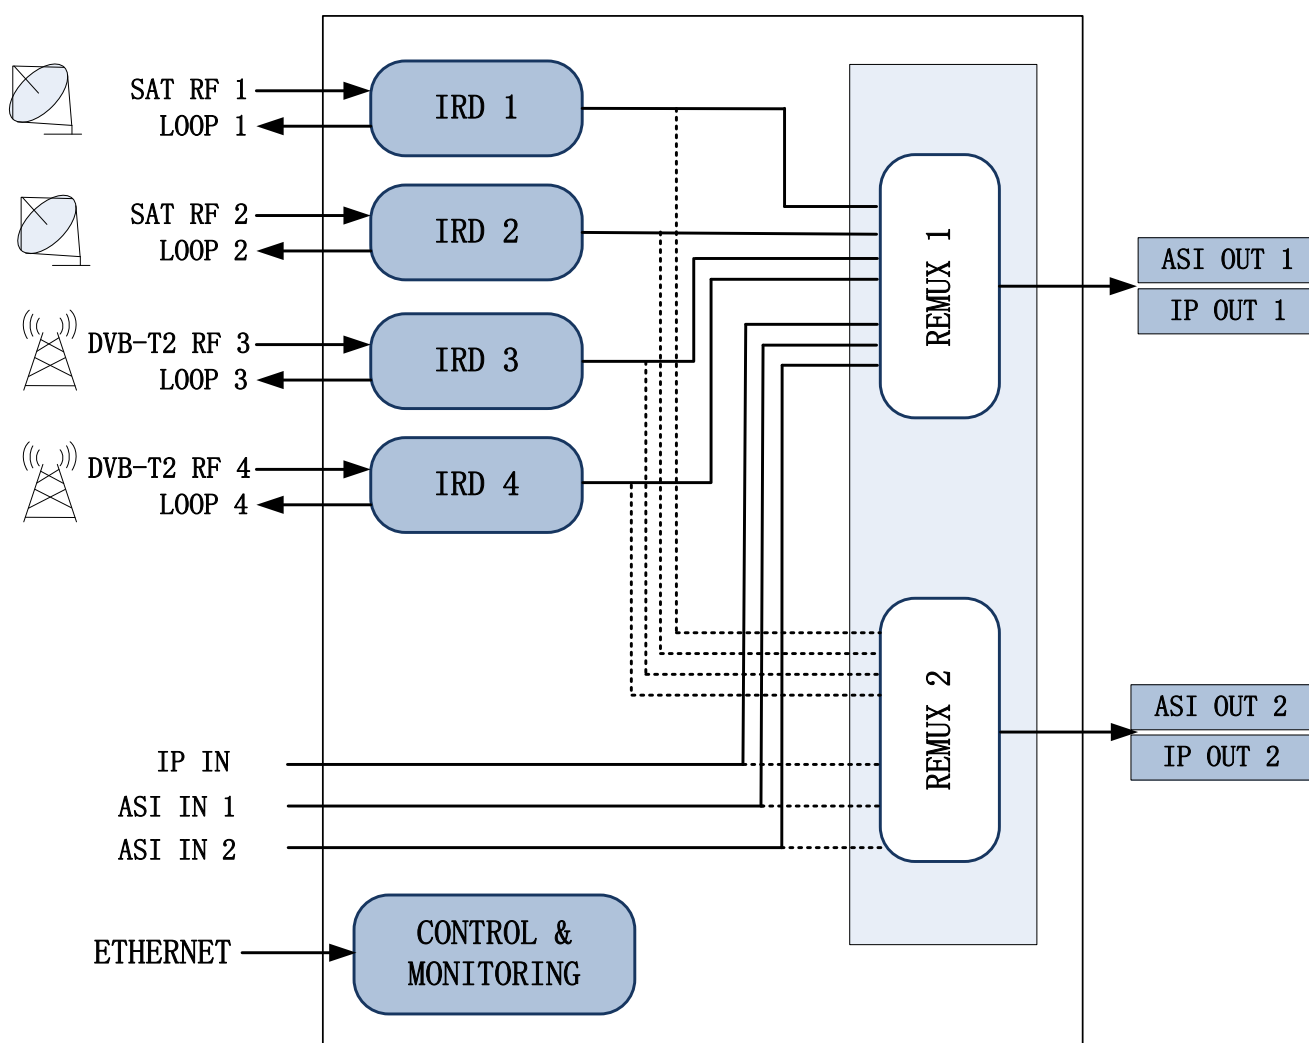 SAT RF 1
LOOP 1
IRD 1
SAT RF 2
LOOP 2
IRD 2
DVB-T2 RF 3
LOOP 3
IRD 3
DVB-T2 RF 4
LOOP 4
IRD 4
REMUX 1
ASI OUT 1
IP OUT 1
REMUX 2
ASI OUT 2
IP OUT 2
IP IN
ASI IN 1
ASI IN 2
ETHERNET
CONTROL &
MONITORING